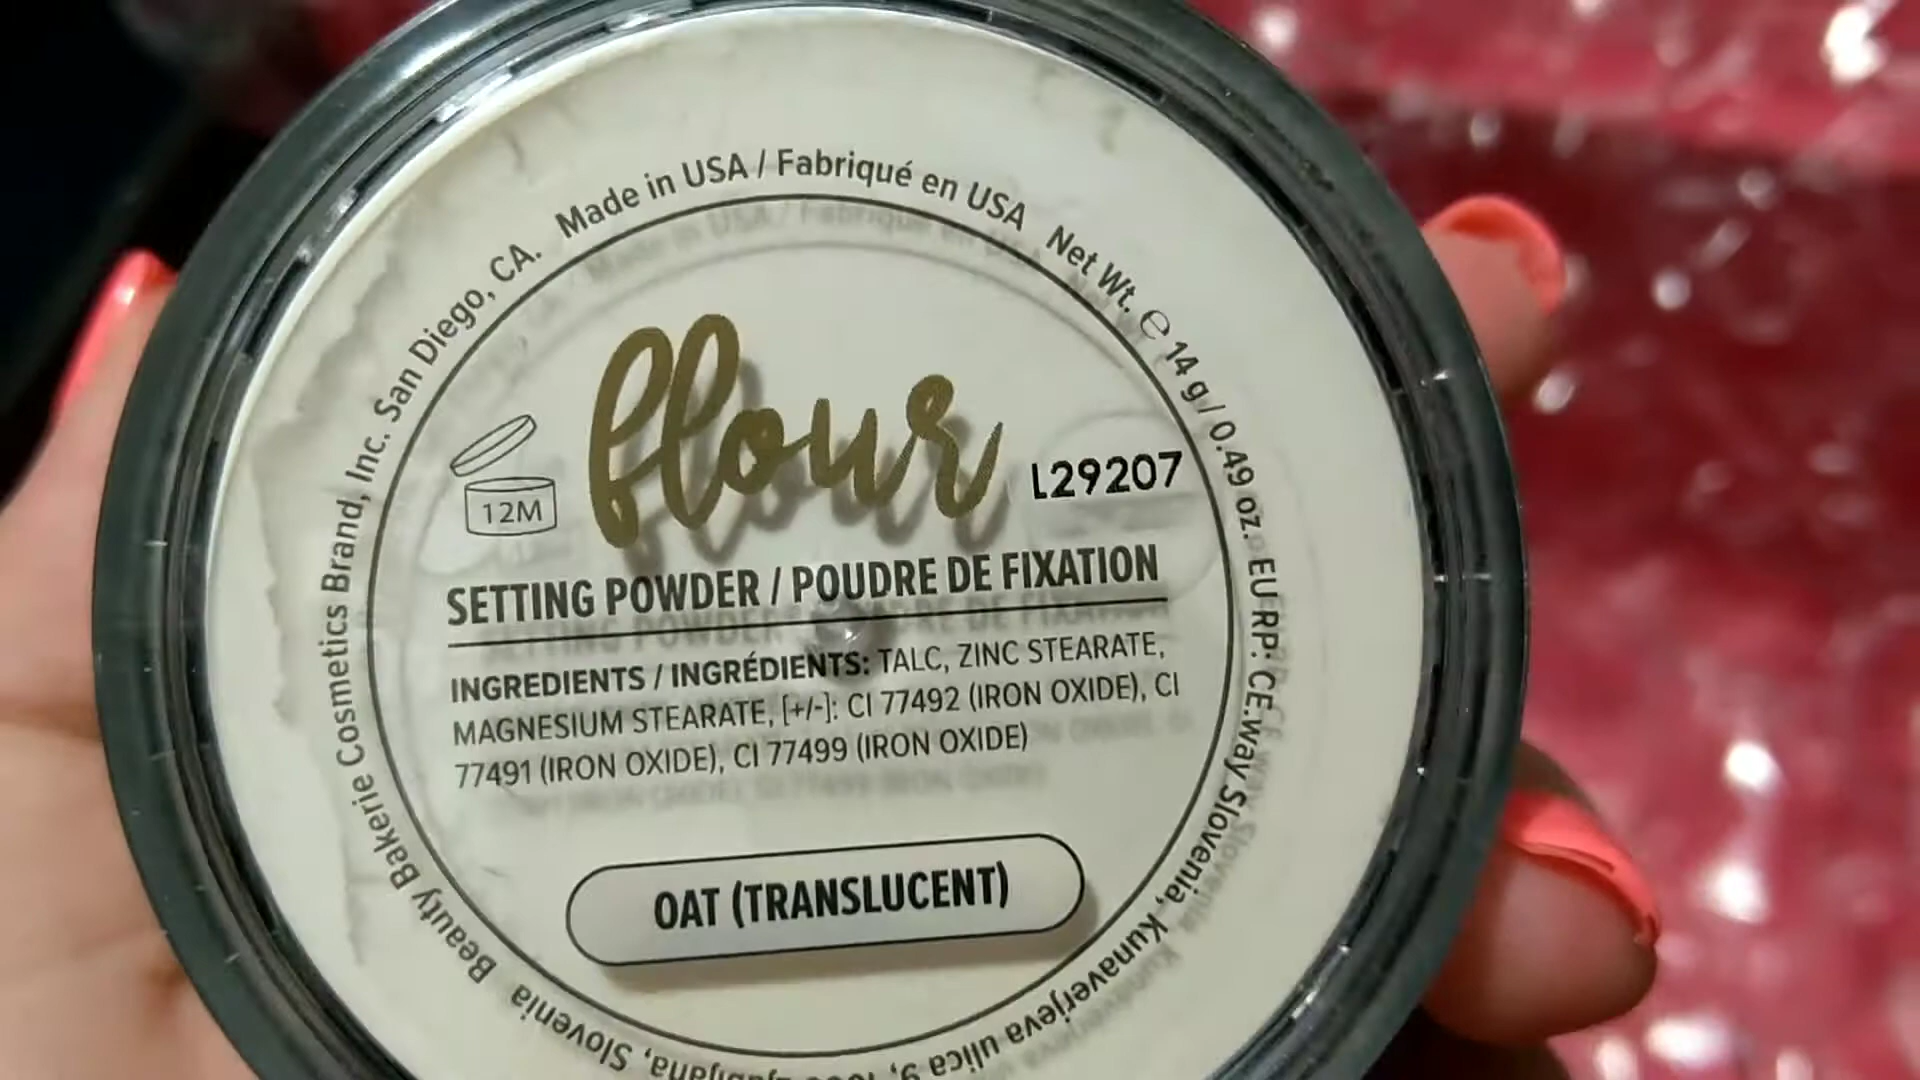 Beauty Bakerie Cosmetics Brand, Inc. San Diego, CA. Made in USA / Fabriqué en USA Net Wt. ℮ 14 g / 0.49 oz. EU RP: CE.way Slovenia, Kunaverjeva ulica 9, Slovenia
flour
12M
L29207
SETTING POWDER / POUDRE DE FIXATION
INGREDIENTS / INGRÉDIENTS: TALC, ZINC STEARATE,
MAGNESIUM STEARATE, [+/-]: CI 77492 (IRON OXIDE), CI
77491 (IRON OXIDE), CI 77499 (IRON OXIDE)
OAT (TRANSLUCENT)